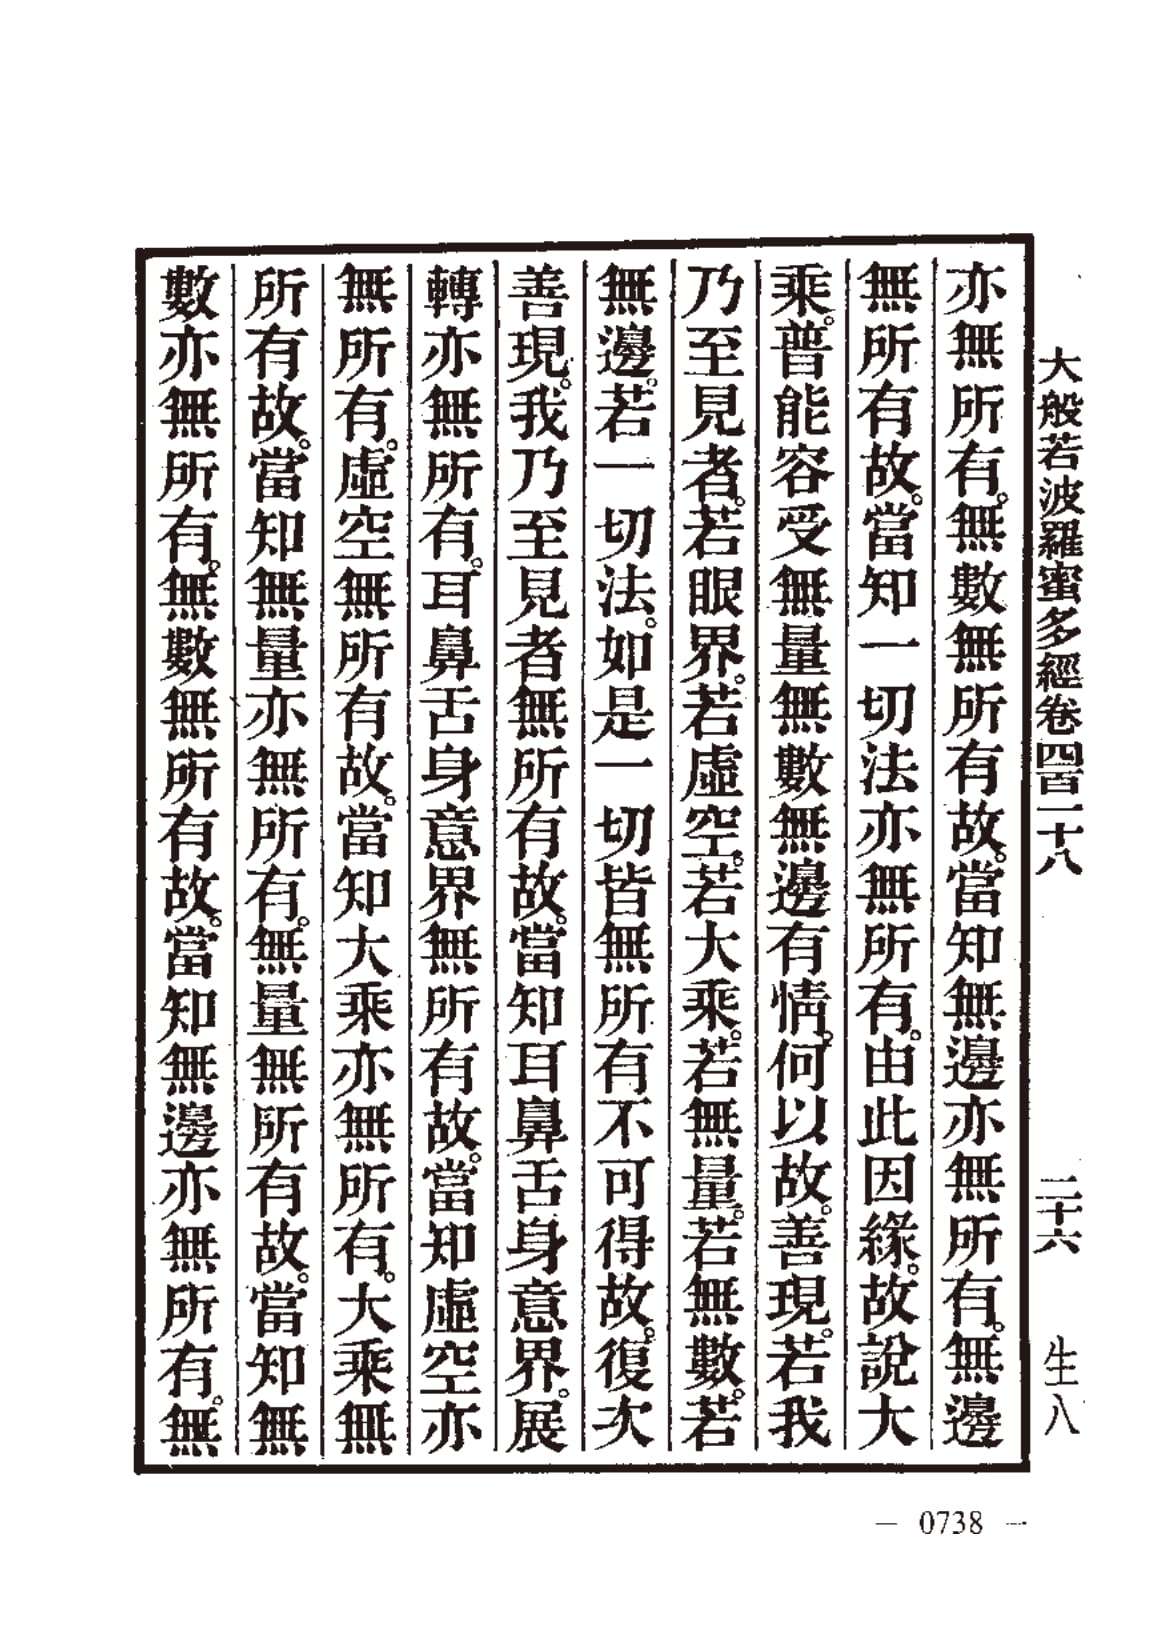 大般若波羅蜜多經卷四百一十八　二十六　生八
亦無所有。無數無所有故。當知無邊亦無所有。無邊
無所有故。當知一切法亦無所有。由此因緣。故說大
乘。普能容受無量無數無邊有情。何以故。善現。若我
乃至見者。若眼界。若虛空。若大乘。若無量。若無數。若
無邊。若一切法。如是一切皆無所有不可得故。復次
善現。我乃至見者無所有故。當知耳鼻舌身意界。展
轉亦無所有。耳鼻舌身意界無所有故。當知虛空亦
無所有。虛空無所有故。當知大乘亦無所有。大乘無
所有故。當知無量亦無所有。無量無所有故。當知無
數亦無所有。無數無所有故。當知無邊亦無所有。無
— 0738 —